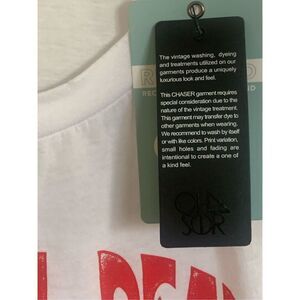 The vintage washing, dyeing
and treatments utilized on our
garments produce a uniquely
luxurious look and feel.
This CHASER garment requires
special consideration due to the
nature of the vintage treatment.
This garment may transfer dye to
other garments when wearing.
We recommend to wash by itself
or with like colors. Print variation,
small holes and fading are
intentional to create a one of
a kind feel.